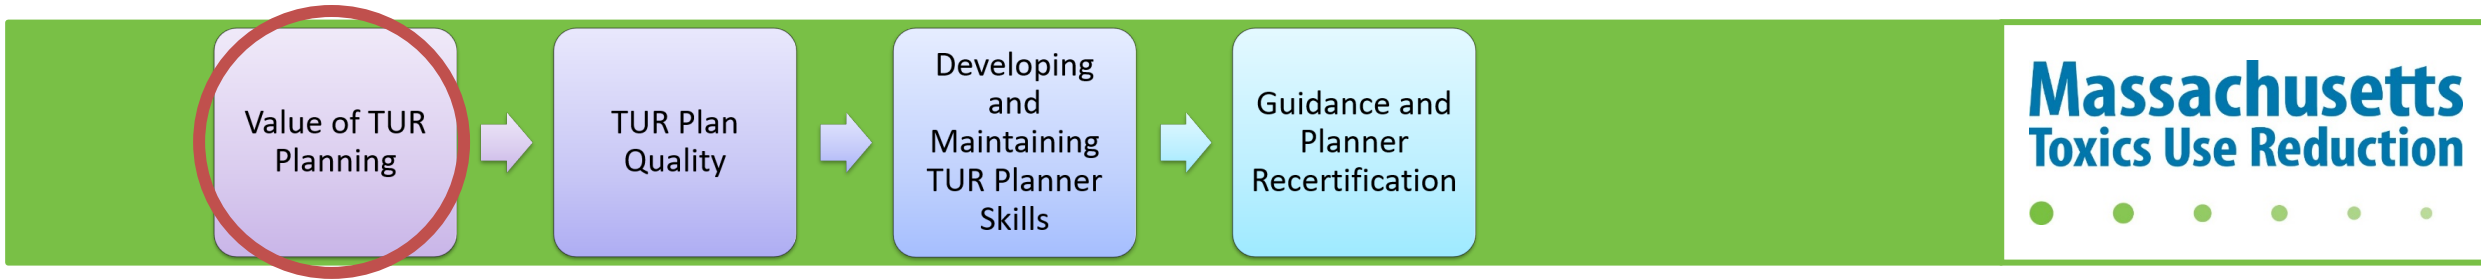 Value of TUR
Planning
TUR Plan
Quality
Developing
and
Maintaining
TUR Planner
Skills
Guidance and
Planner
Recertification
Massachusetts
Toxics Use Reduction